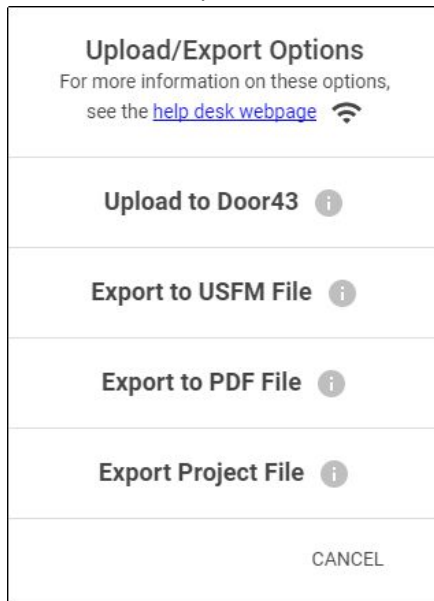 Upload/Export Options
For more information on these options,
see the help desk webpage
Upload to Door43
Export to USFM File
Export to PDF File
Export Project File
CANCEL